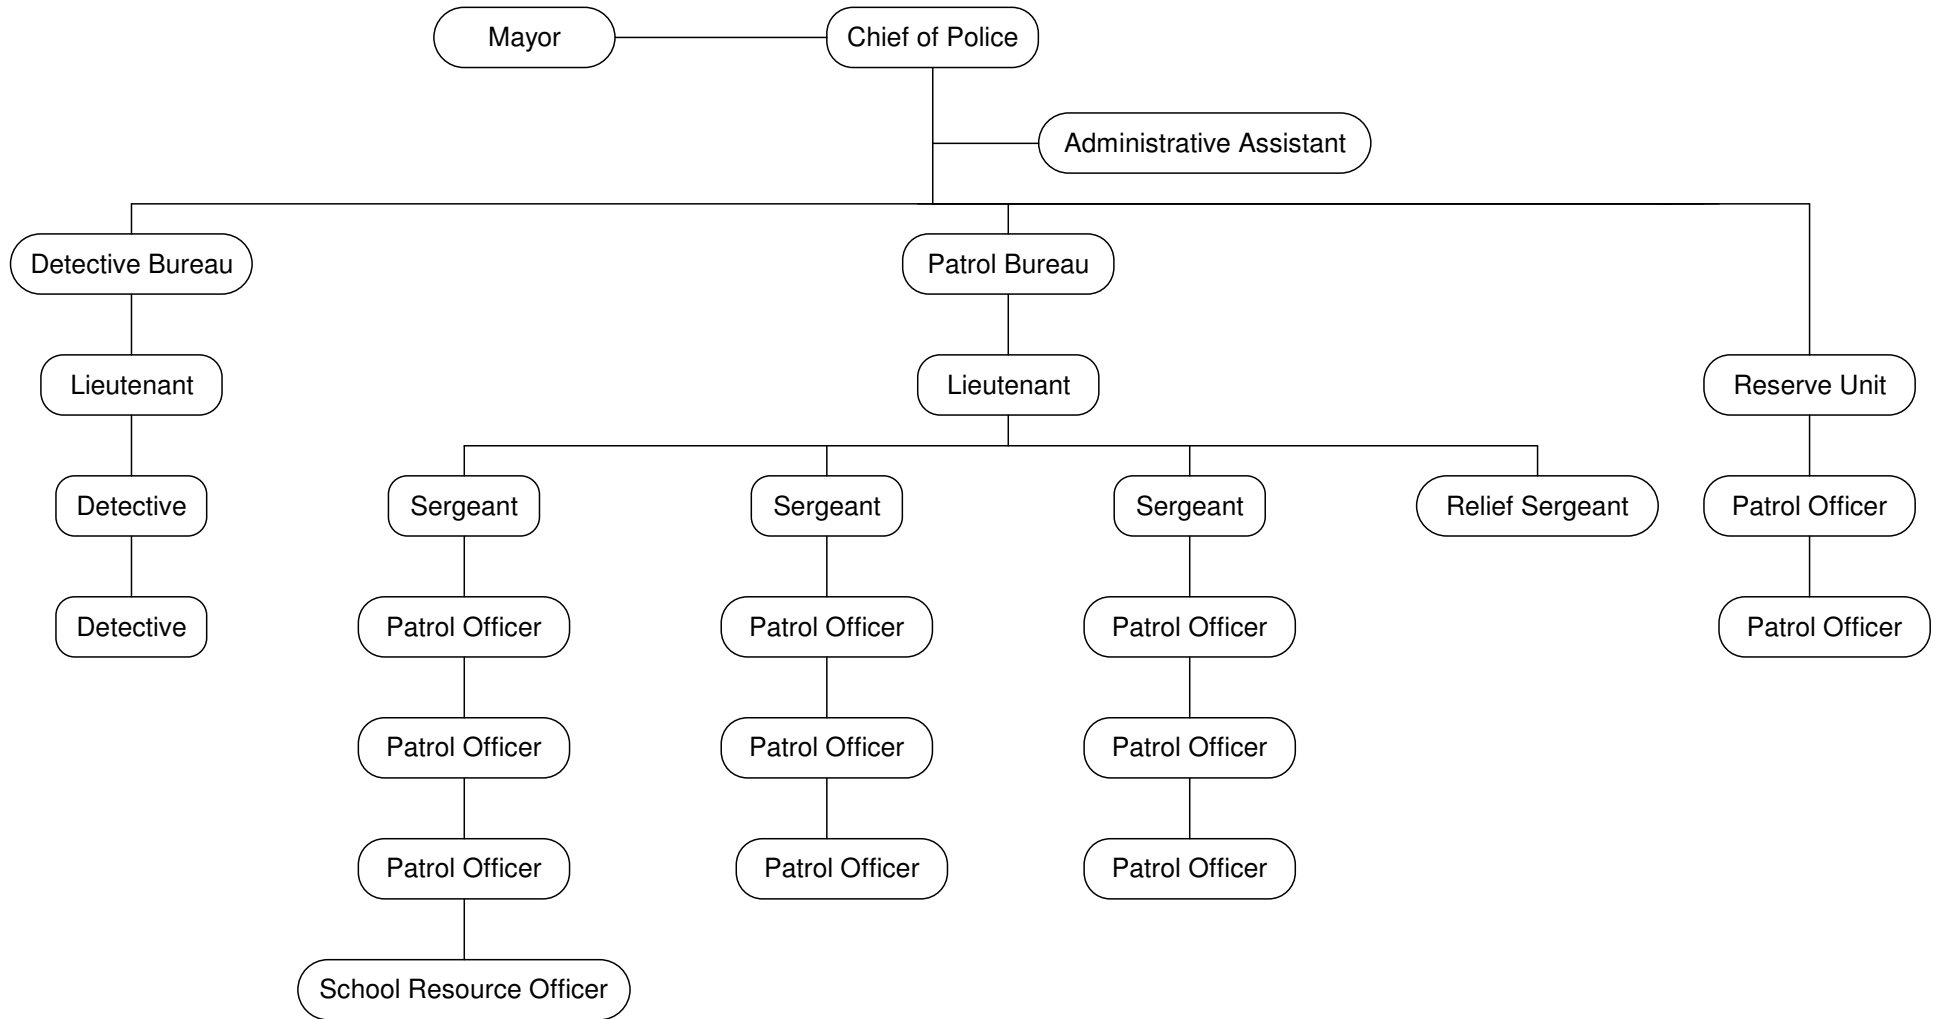 Mayor
Chief of Police
Administrative Assistant
Detective Bureau
Patrol Bureau
Lieutenant
Lieutenant
Reserve Unit
Detective
Sergeant
Sergeant
Sergeant
Relief Sergeant
Patrol Officer
Detective
Patrol Officer
Patrol Officer
Patrol Officer
Patrol Officer
Patrol Officer
Patrol Officer
Patrol Officer
Patrol Officer
Patrol Officer
Patrol Officer
School Resource Officer